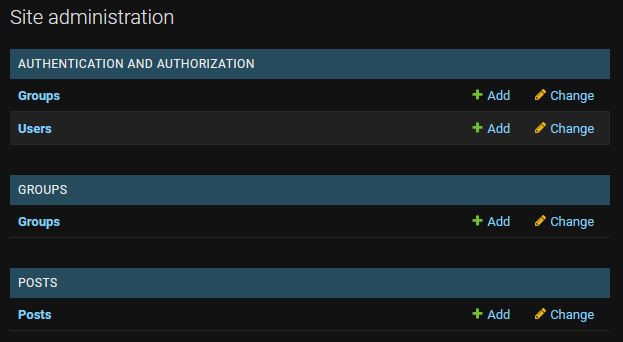 Site administration
AUTHENTICATION AND AUTHORIZATION
Groups Add Change
Users Add Change
GROUPS
Groups Add Change
POSTS
Posts Add Change